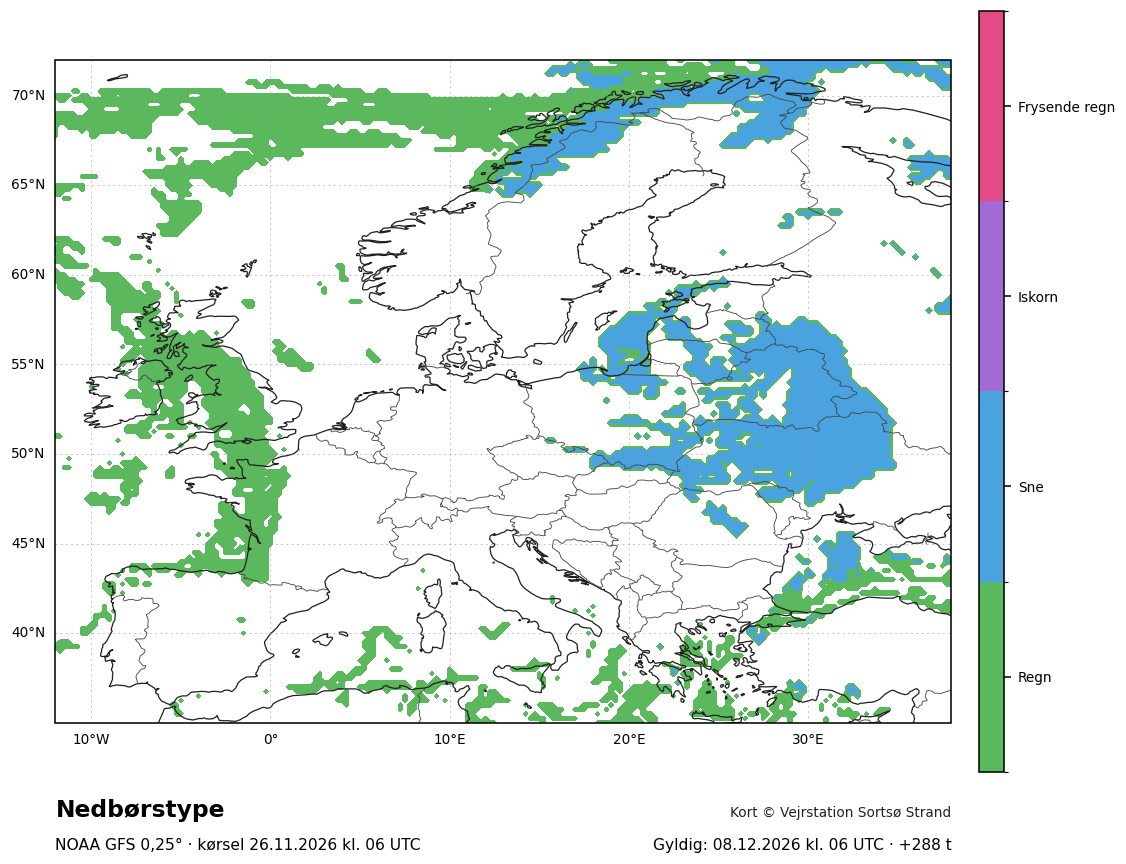 70°N
65°N
60°N
55°N
50°N
45°N
40°N
10°W
0°
10°E
20°E
30°E
Frysende regn
Iskorn
Sne
Regn
Nedbørstype
Kort © Vejrstation Sortsø Strand
NOAA GFS 0,25° · kørsel 26.11.2026 kl. 06 UTC
Gyldig: 08.12.2026 kl. 06 UTC · +288 t